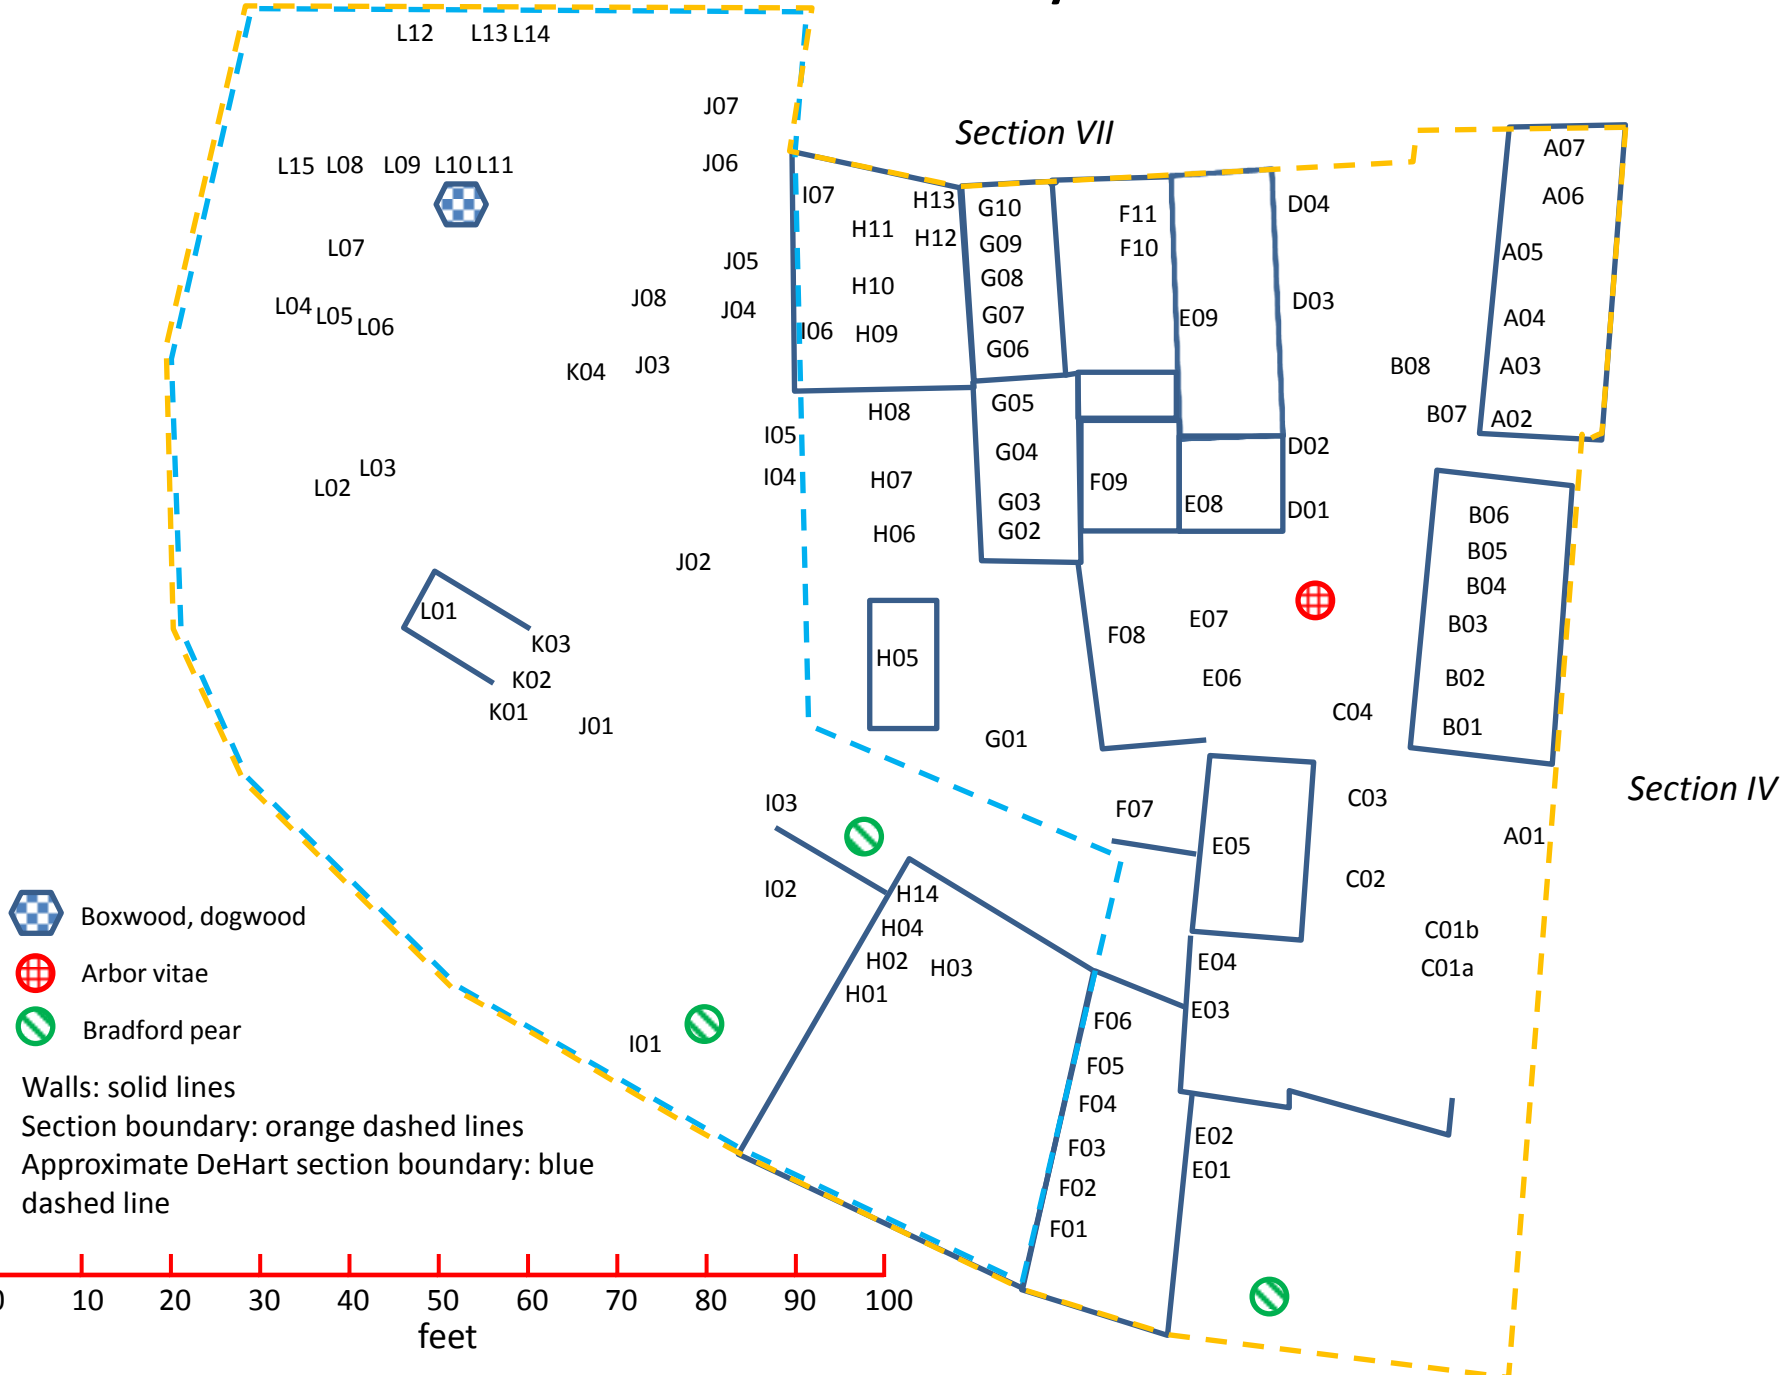 L12 L13 L14
J07
Section VII
A07
L15 L08 L09 L10 L11
J06
I07 H13 G10 F11 D04 A06
H11 H12 G09 F10
L07 A05
J05
H10 G08
J08 J04 D03
L04 L05 L06
I06 H09 G07 E09 A04
G06
K04 J03 B08 A03
H08 G05 B07 A02
I05 D02
L03 G04
L02 I04 H07 F09
G03 E08 D01 B06
H06 G02
B05
J02 B04
L01 E07 B03
K03 F08
H05
K02 E06 B02
K01 C04
J01 G01 B01
Section IV
I03 F07 C03
E05 A01
I02 H14 C02
Boxwood, dogwood
H04 C01b
H02 H03 E04 C01a
Arbor vitae
H01
E03
Bradford pear
I01 F06
F05
Walls: solid lines
F04
Section boundary: orange dashed lines
E02
F03
Approximate DeHart section boundary: blue
dashed line
E01
F02
F01
0 10 20 30 40 50 60 70 80 90 100
feet